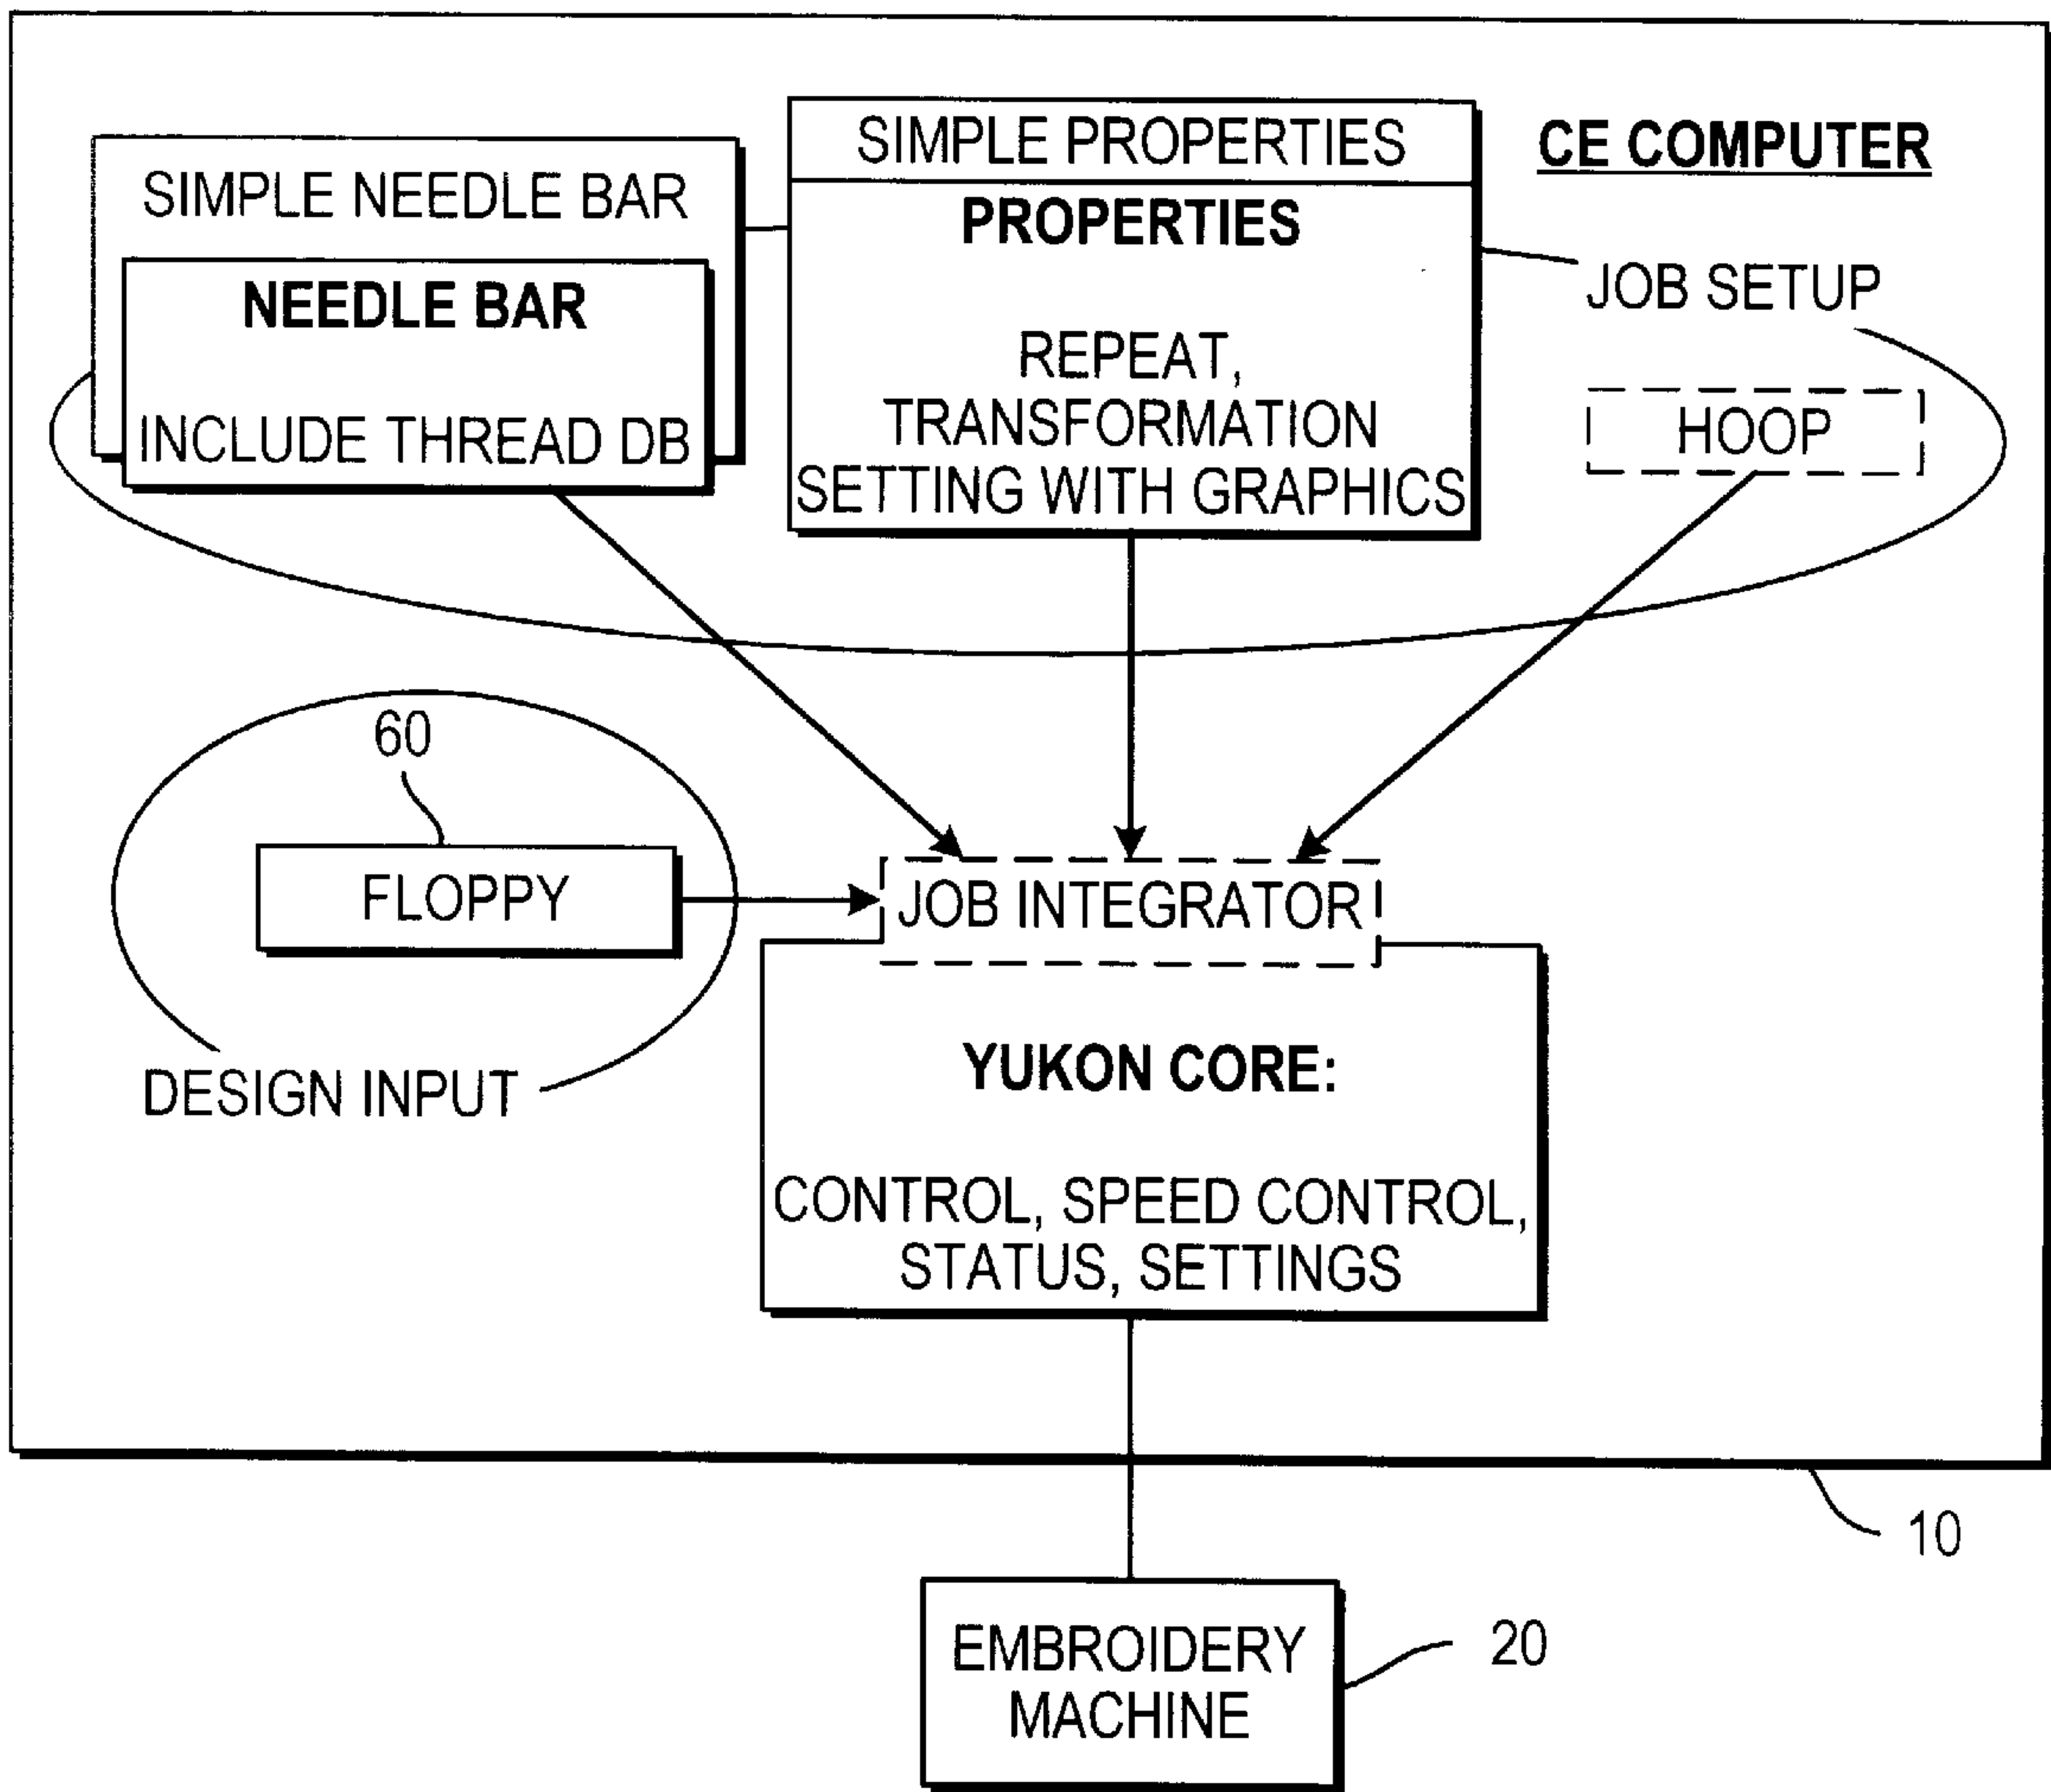 CE COMPUTER
SIMPLE NEEDLE BAR
NEEDLE BAR
INCLUDE THREAD DB
SIMPLE PROPERTIES
PROPERTIES
REPEAT,
TRANSFORMATION
SETTING WITH GRAPHICS
JOB SETUP
HOOP
60
FLOPPY
DESIGN INPUT
JOB INTEGRATOR
YUKON CORE:
CONTROL, SPEED CONTROL,
STATUS, SETTINGS
10
EMBROIDERY
MACHINE
20